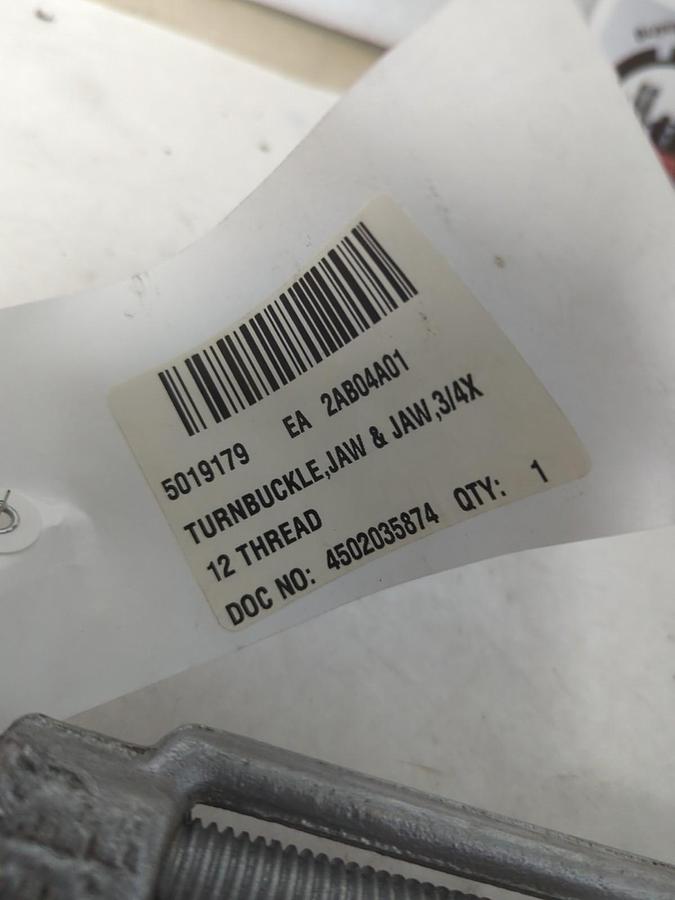 5019179 EA 2AB04A01
TURNBUCKLE,JAW & JAW,3/4X
12 THREAD
DOC NO: 4502035874 QTY: 1